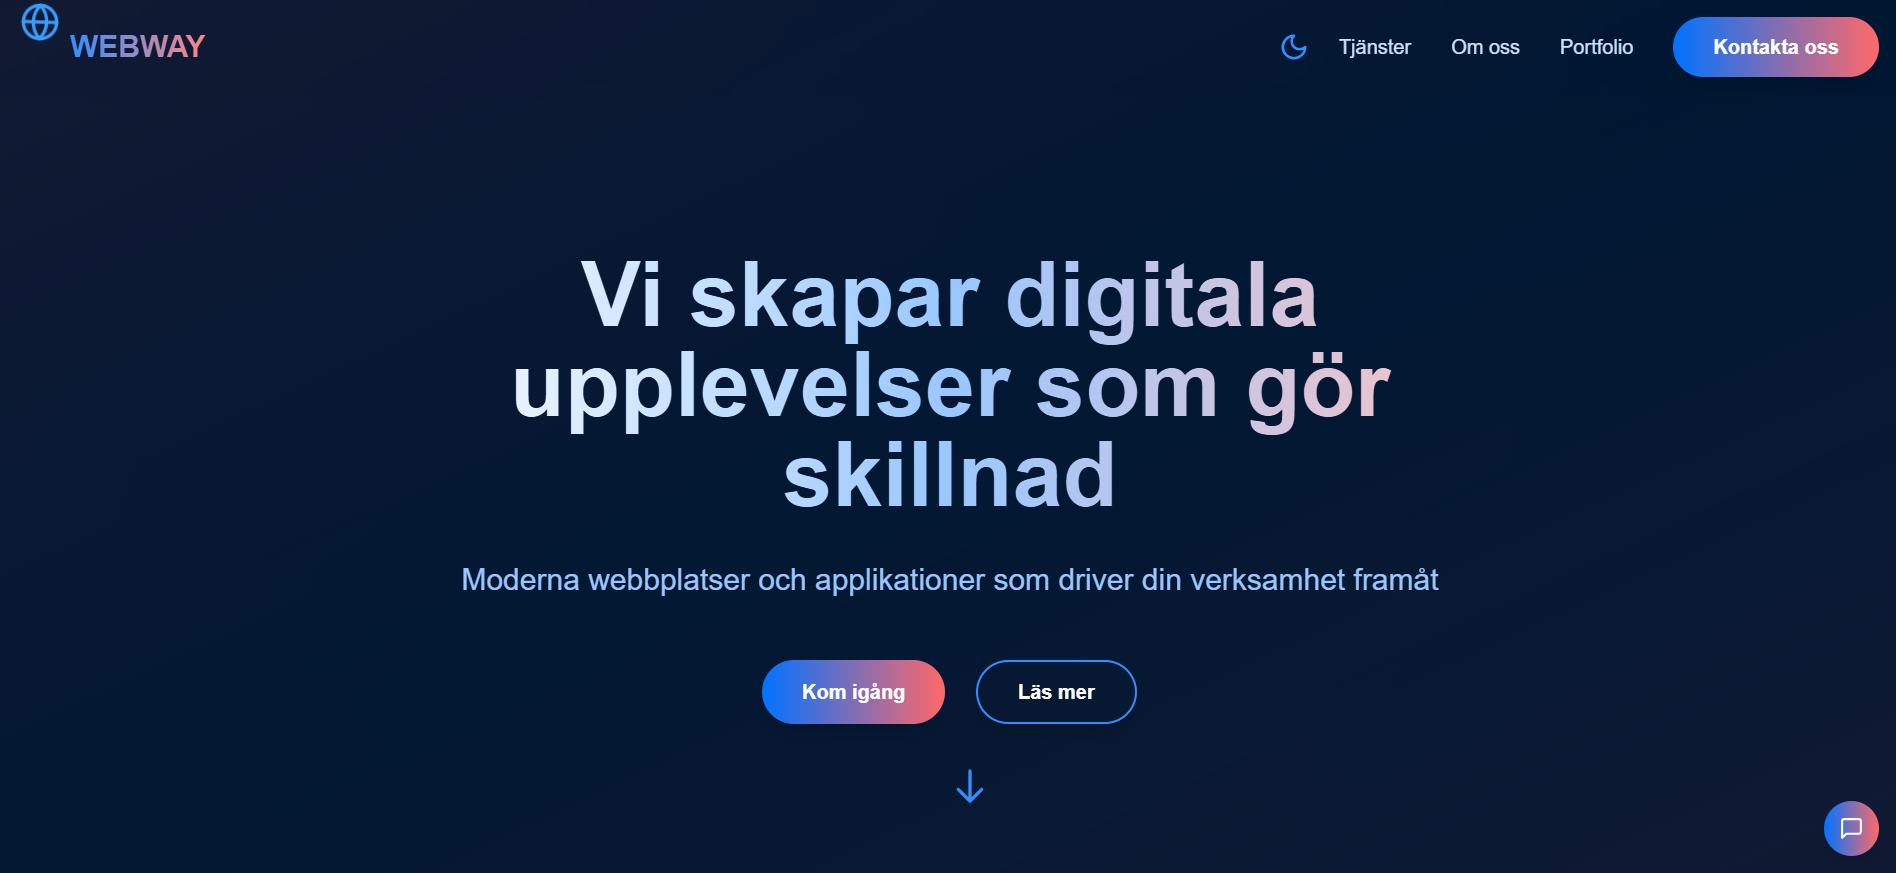 WEBWAY
Tjänster
Om oss
Portfolio
Kontakta oss
Vi skapar digitala
upplevelser som gör
skillnad
Moderna webbplatser och applikationer som driver din verksamhet framåt
Kom igång
Läs mer